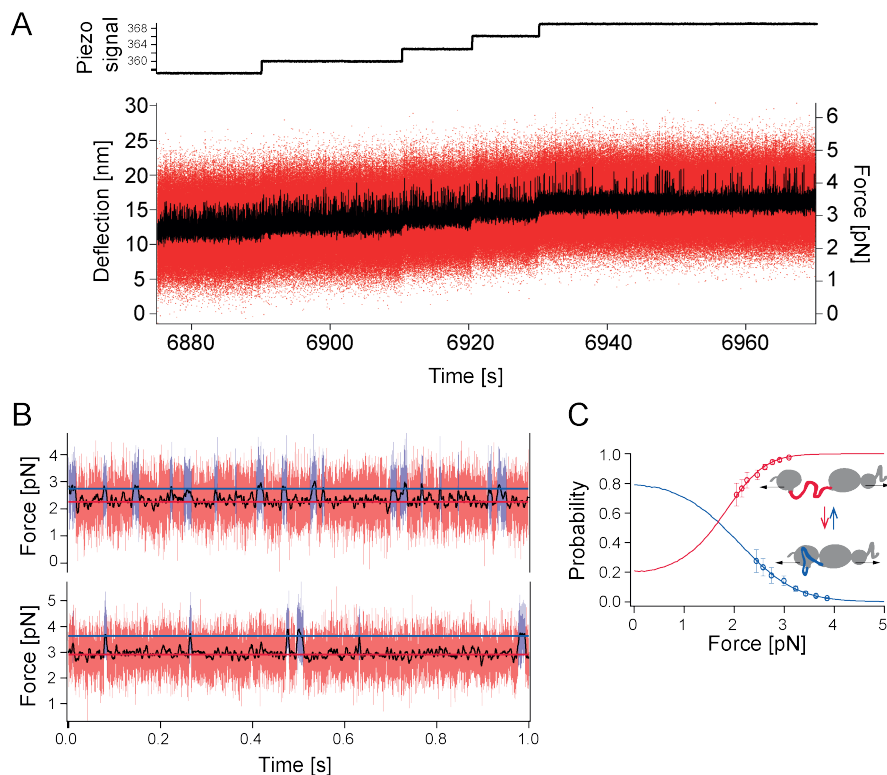 A
Piezo
signal
368
364
360
30
25
20
15
10
5
0
Deflection [nm]
6
5
4
3
2
1
0
Force [pN]
6880 6900 6920 6940 6960
Time [s]
B
4
3
2
1
0
Force [pN]
5
4
3
2
1
Force [pN]
0.0 0.2 0.4 0.6 0.8 1.0
Time [s]
C
1.0
0.8
0.6
0.4
0.2
0.0
Probability
0 1 2 3 4 5
Force [pN]